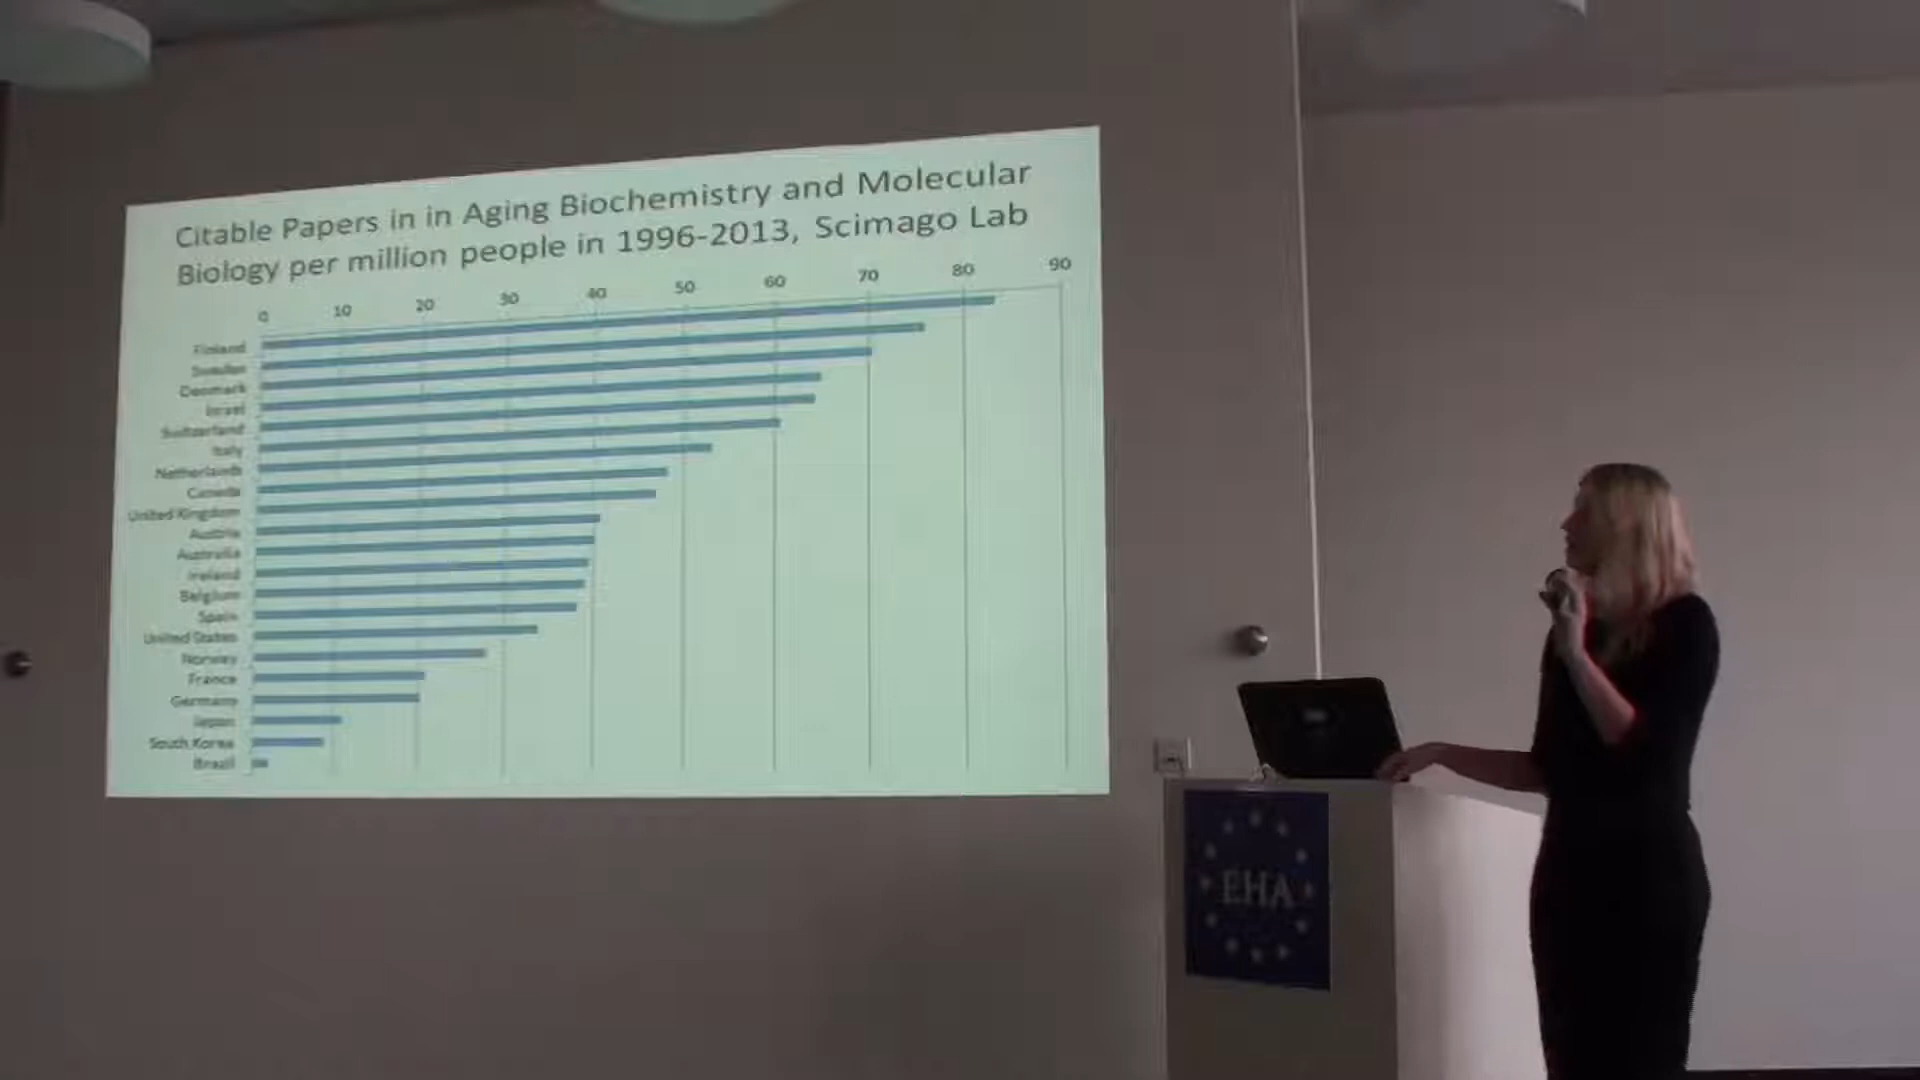 Citable Papers in in Aging Biochemistry and Molecular
Biology per million people in 1996-2013, Scimago Lab
0 10 20 30 40 50 60 70 80 90
Finland
Sweden
Denmark
Israel
Switzerland
Italy
Netherlands
Canada
United Kingdom
Austria
Australia
Ireland
Belgium
Spain
United States
Norway
France
Germany
Japan
South Korea
Brazil
EHA